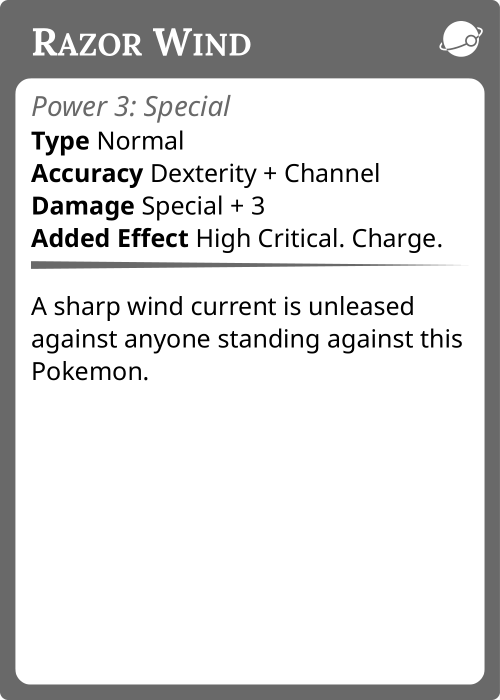 Razor Wind
Power 3: Special
Type Normal
Accuracy Dexterity + Channel
Damage Special + 3
Added Effect High Critical. Charge.
A sharp wind current is unleased
against anyone standing against this
Pokemon.